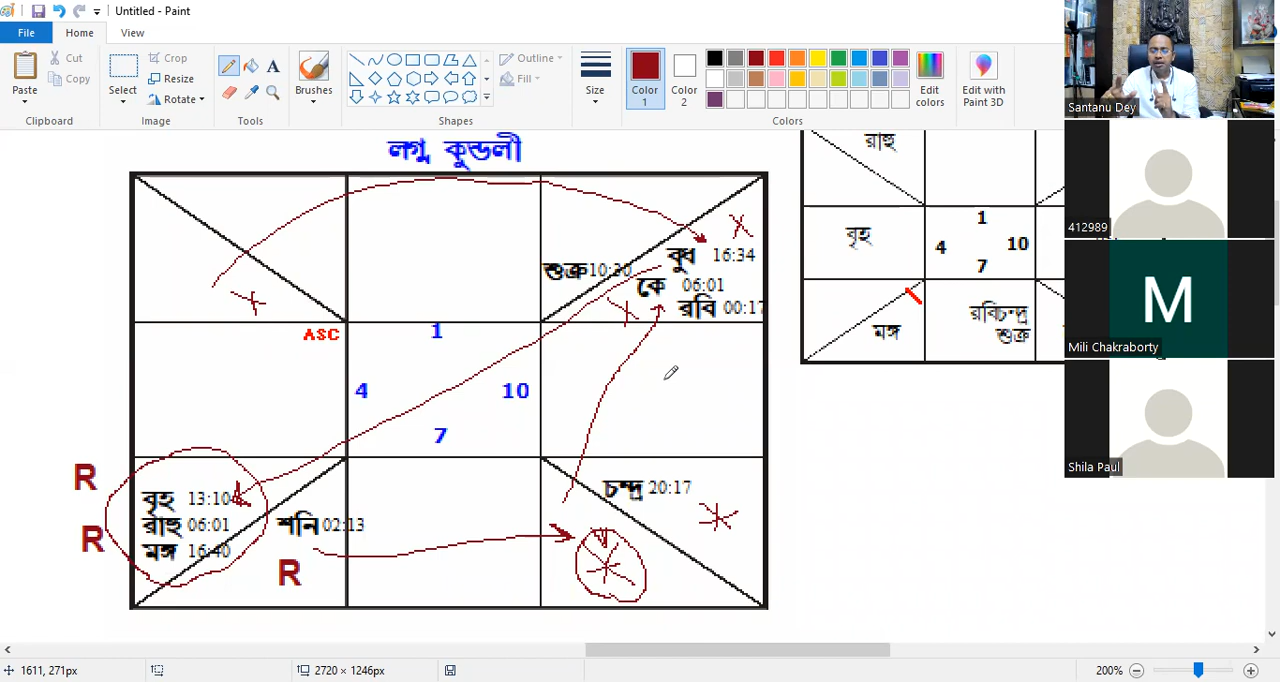 Untitled - Paint
File Home View
Paste
Cut
Copy
Clipboard
Select
Crop
Resize
Rotate
Image
A
Tools
Brushes
Outline
Fill
Shapes
Size
Color 1
Color 2
Edit colors
Colors
Edit with Paint 3D
Santanu Dey
412989
M
Mili Chakraborty
Shila Paul
লগ্ন কুন্ডলী
শুক্র 10:30
বুধ 16:34
কে 06:01
রবি 00:17
ASC
1
4
10
7
R
R
বৃহ 13:10
রাহু 06:01
মঙ্গ 16:40
শনি 02:13
R
চন্দ্র 20:17
রাহু
বৃহ
1
4
10
7
মঙ্গ
রবিচন্দ্র
শুক্র
1611, 271px
2720 × 1246px
200%